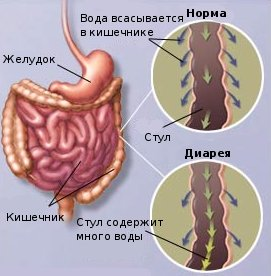 Вода всасывается
в кишечнике
Норма
Желудок
Стул
Диарея
Кишечник
Стул содержит
много воды